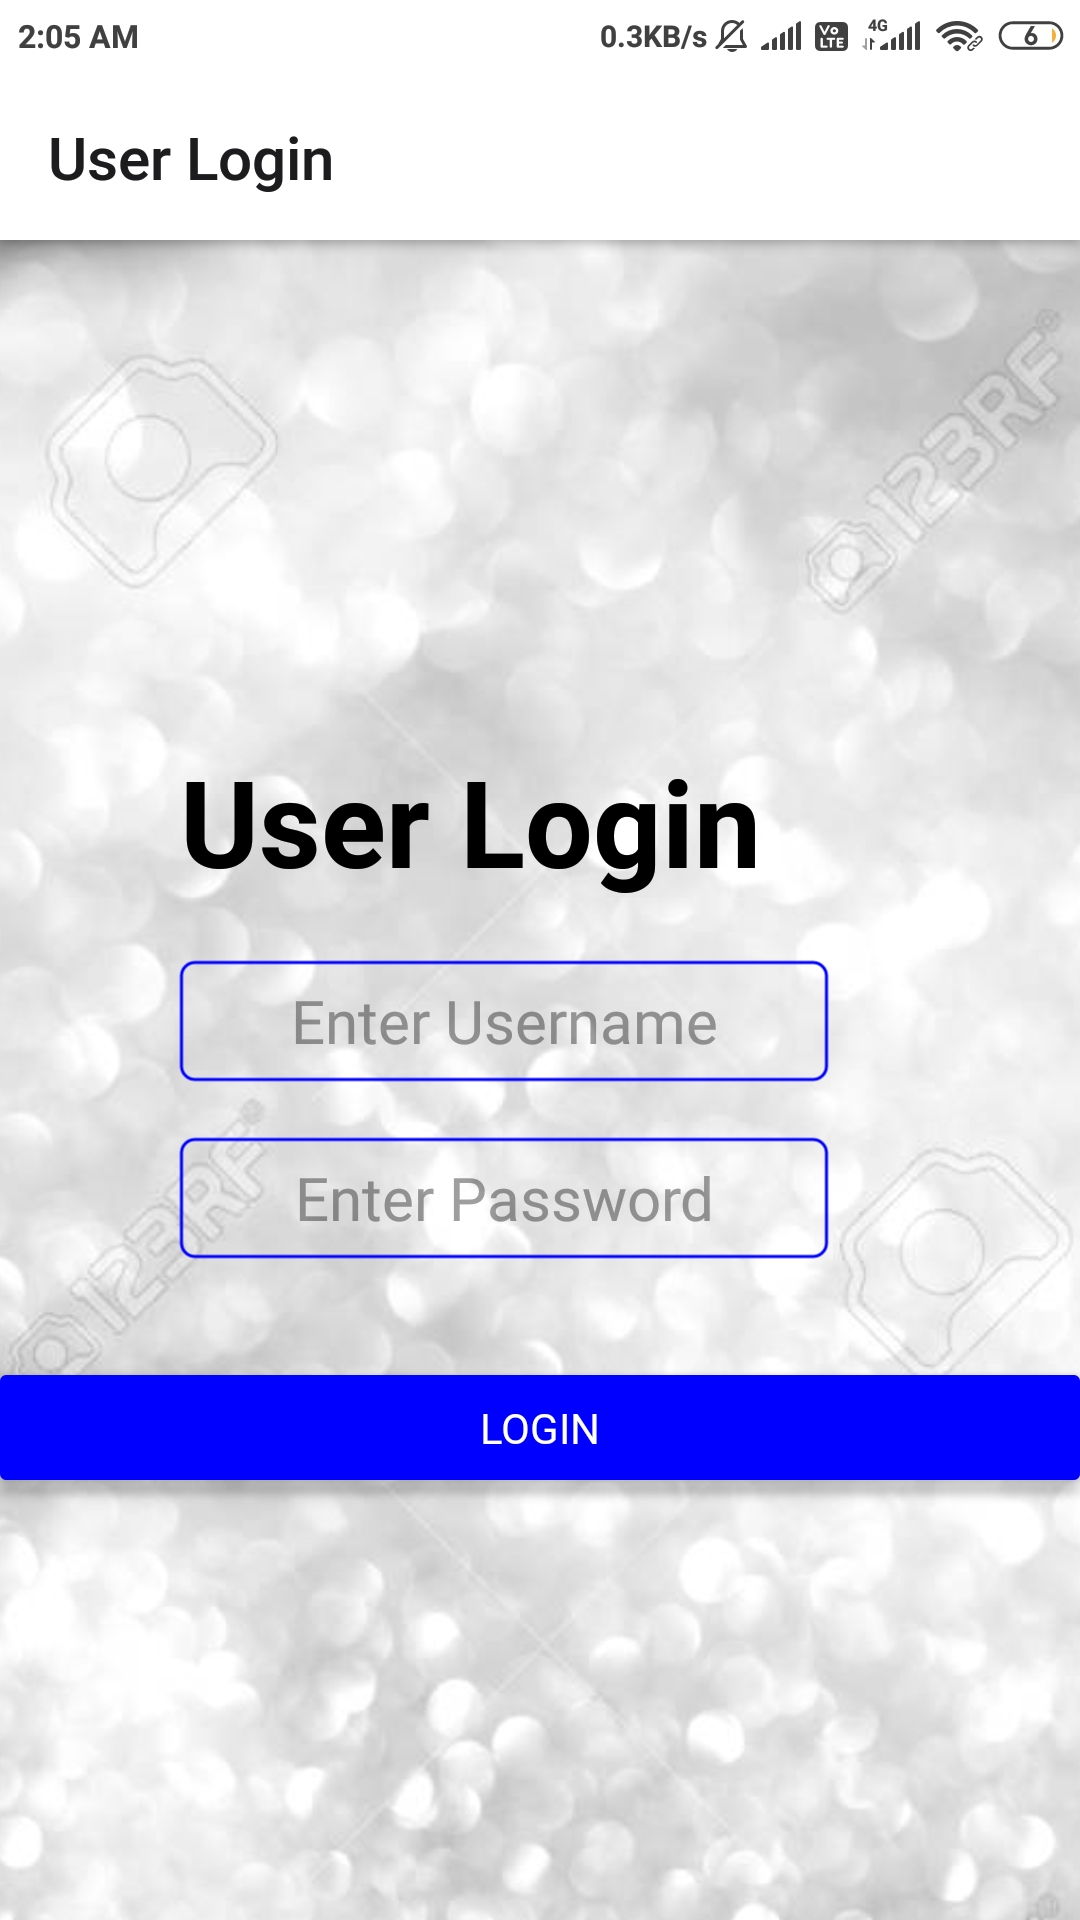 2:05 AM 0.3KB/s Vo LTE 4G 6
User Login
123RF
User Login
Enter Username
Enter Password
123RF
LOGIN